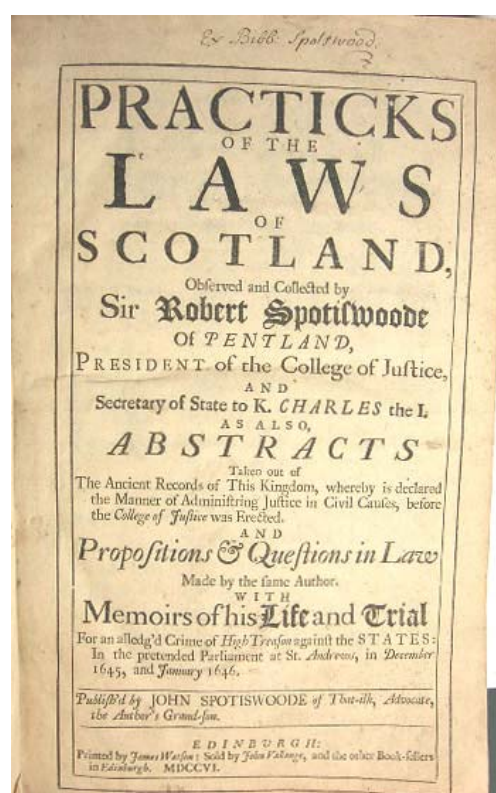 Ex Bibb: Spotswood.
PRACTICKS
OF THE
LAWS
OF
SCOTLAND,
Observed and Collected by
Sir Robert Spotiswoode
Of PENTLAND,
PRESIDENT of the College of Justice,
AND
Secretary of State to K. CHARLES the I.
AS ALSO,
ABSTRACTS
Taken out of
The Ancient Records of This Kingdom, whereby is declared
the Manner of Administring Justice in Civil Causes, before
the College of Justice was Erected.
AND
Propositions & Questions in Law
Made by the same Author.
WITH
Memoirs of his Life and Trial
For an alledg'd Crime of High Treason against the STATES:
In the pretended Parliament at St. Andrews, in December
1645, and January 1646.
Publish'd by JOHN SPOTISWOODE of That-ilk, Advocate,
the Author's Grand-son.
EDINBURGH:
Printed by James Watson: Sold by John Vallange, and the other Book-sellers
in Edinburgh. MDCCVI.